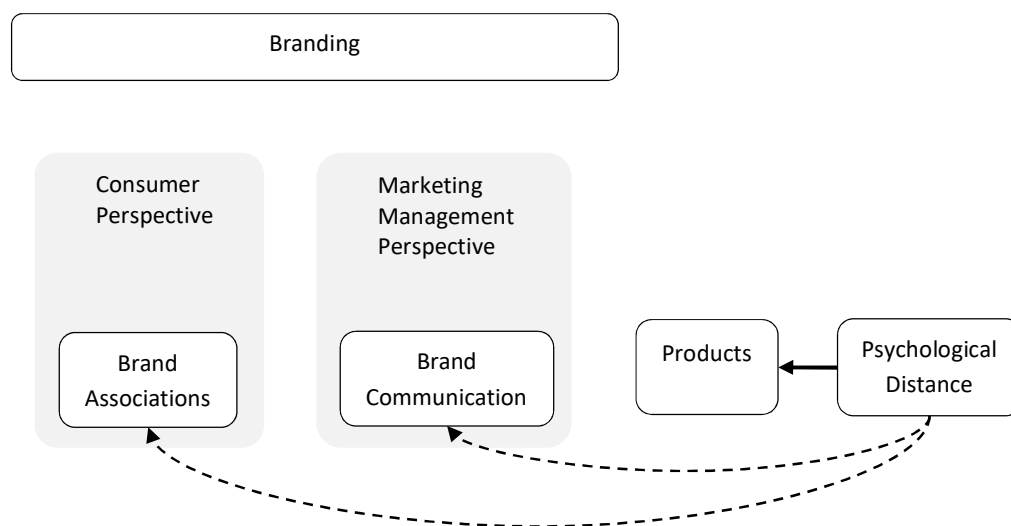 Branding
Consumer
Perspective
Marketing
Management
Perspective
Brand
Associations
Brand
Communication
Products
Psychological
Distance